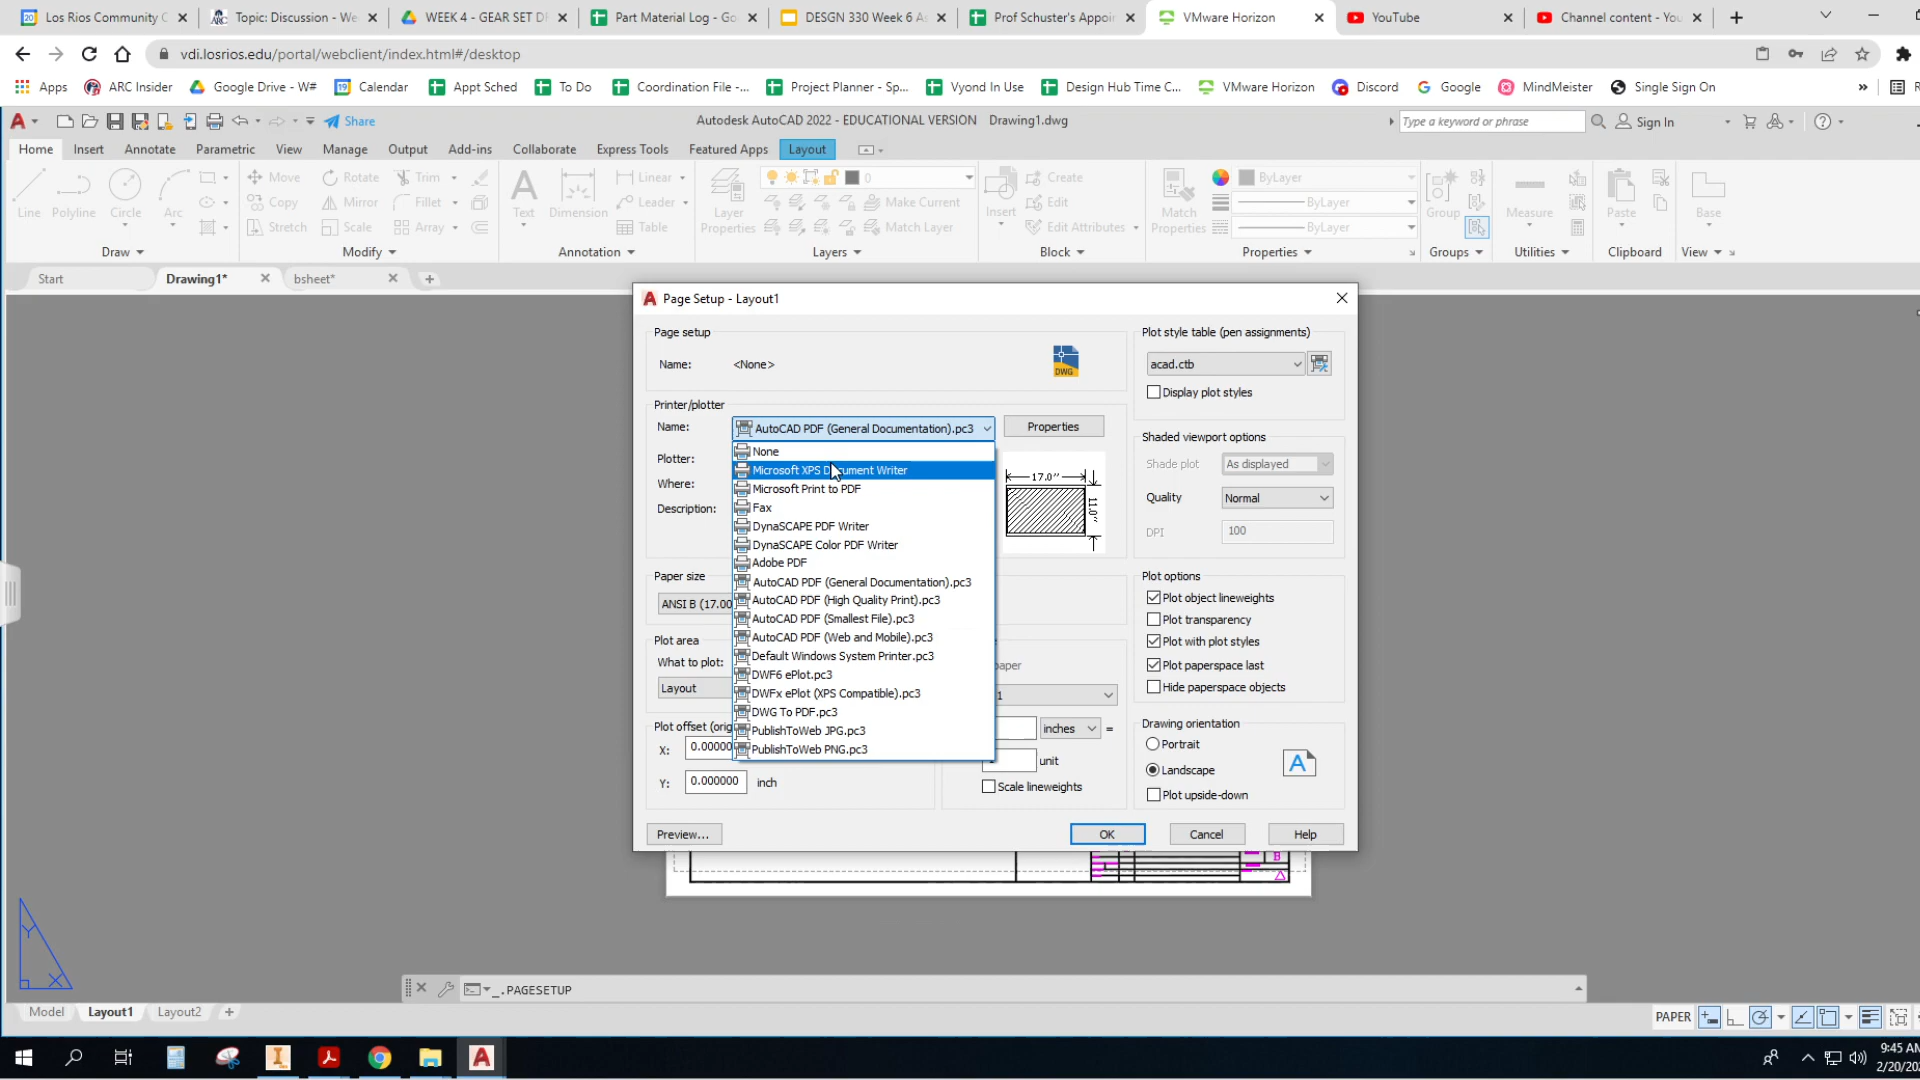 Los Rios Community C
Topic: Discussion - We
WEEK 4 - GEAR SET DF
Part Material Log - Go
DESGN 330 Week 6 As
Prof Schuster's Appoin
VMware Horizon
YouTube
Channel content - You
vdi.losrios.edu/portal/webclient/index.html#/desktop
Apps
ARC Insider
Google Drive - W#
Calendar
Appt Sched
To Do
Coordination File -...
Project Planner - Sp...
Vyond In Use
Design Hub Time C...
VMware Horizon
Discord
Google
MindMeister
Single Sign On
»
Share
Autodesk AutoCAD 2022 - EDUCATIONAL VERSION Drawing1.dwg
Type a keyword or phrase
Sign In
Home
Insert
Annotate
Parametric
View
Manage
Output
Add-ins
Collaborate
Express Tools
Featured Apps
Layout
Line
Polyline
Circle
Arc
Move
Rotate
Trim
Copy
Mirror
Fillet
Stretch
Scale
Array
Text
Dimension
Linear
Leader
Table
Layer
Properties
0
Make Current
Match Layer
Insert
Create
Edit
Edit Attributes
Match
Properties
ByLayer
ByLayer
ByLayer
Group
Measure
Paste
Base
Draw
Modify
Annotation
Layers
Block
Properties
Groups
Utilities
Clipboard
View
Start
Drawing1*
bsheet*
Page Setup - Layout1
Page setup
Name: <None>
DWG
Printer/plotter
Name: AutoCAD PDF (General Documentation).pc3
Properties
Plotter:
Where:
Description:
None
Microsoft XPS Document Writer
Microsoft Print to PDF
Fax
DynaSCAPE PDF Writer
DynaSCAPE Color PDF Writer
Adobe PDF
AutoCAD PDF (General Documentation).pc3
AutoCAD PDF (High Quality Print).pc3
AutoCAD PDF (Smallest File).pc3
AutoCAD PDF (Web and Mobile).pc3
Default Windows System Printer.pc3
DWF6 ePlot.pc3
DWFx ePlot (XPS Compatible).pc3
DWG To PDF.pc3
PublishToWeb JPG.pc3
PublishToWeb PNG.pc3
17.0''
11.0''
Paper size
ANSI B (17.00
Plot area
What to plot:
Layout
Plot offset (orig
X: 0.00000
Y: 0.000000 inch
paper
1
inches =
unit
Scale lineweights
Plot style table (pen assignments)
acad.ctb
Display plot styles
Shaded viewport options
Shade plot As displayed
Quality Normal
DPI 100
Plot options
Plot object lineweights
Plot transparency
Plot with plot styles
Plot paperspace last
Hide paperspace objects
Drawing orientation
Portrait
Landscape
A
Plot upside-down
Preview...
OK
Cancel
Help
B
Y
X
_.PAGESETUP
Model
Layout1
Layout2
PAPER
9:45 AM
2/20/20